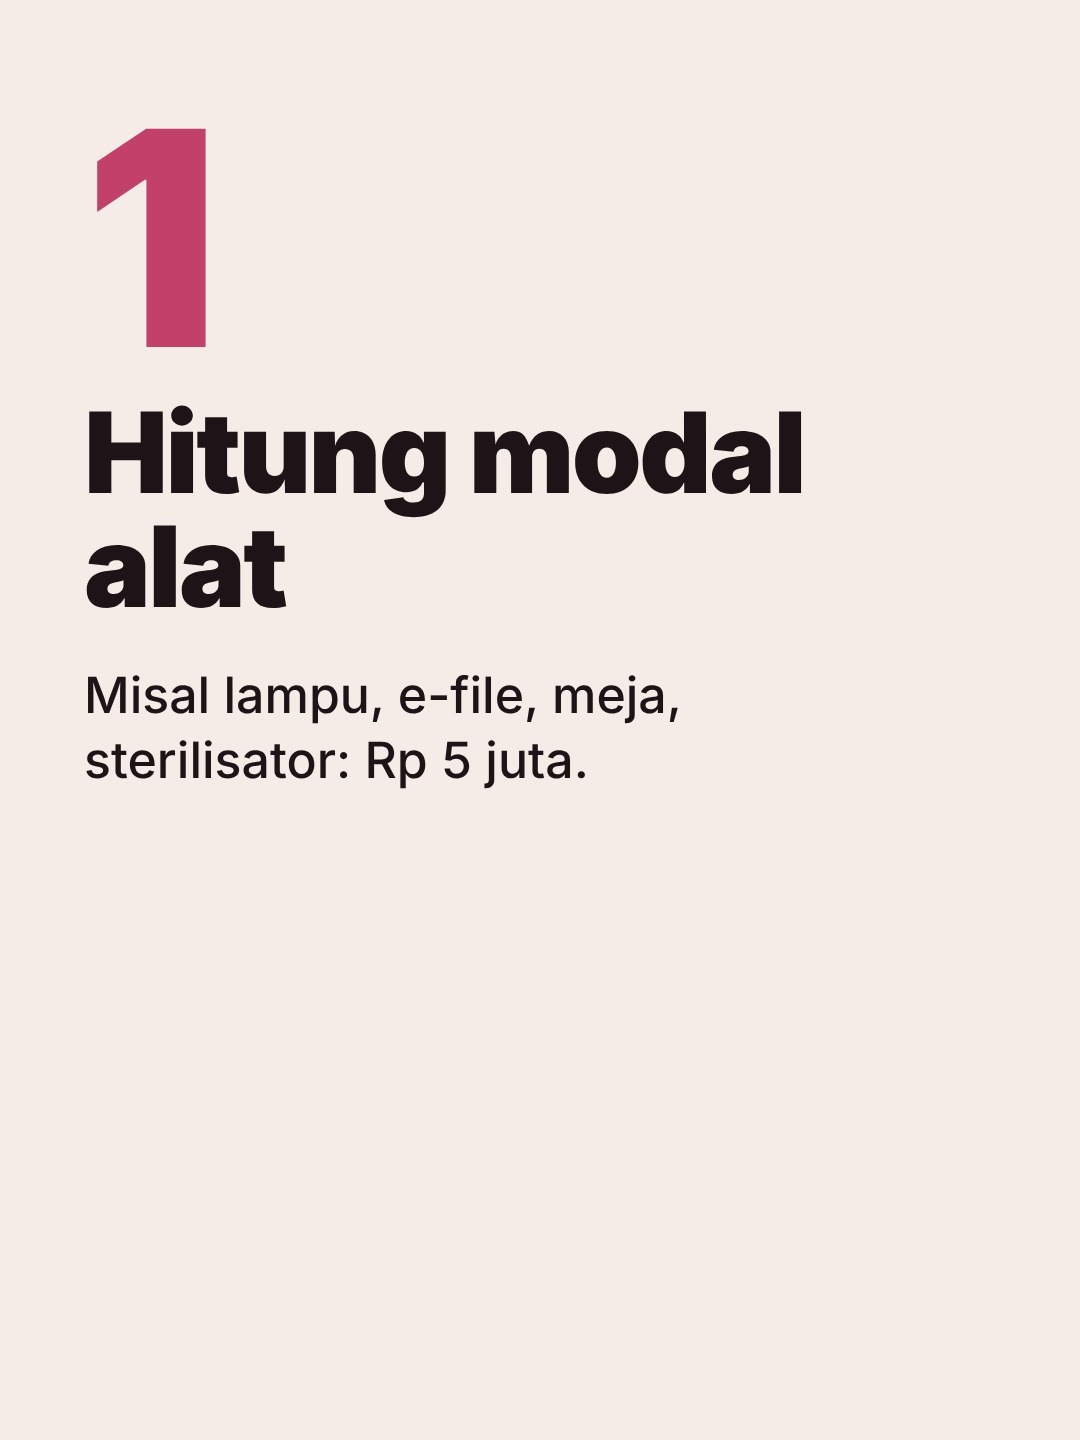 1
Hitung modal
alat
Misal lampu, e-file, meja,
sterilisator: Rp 5 juta.